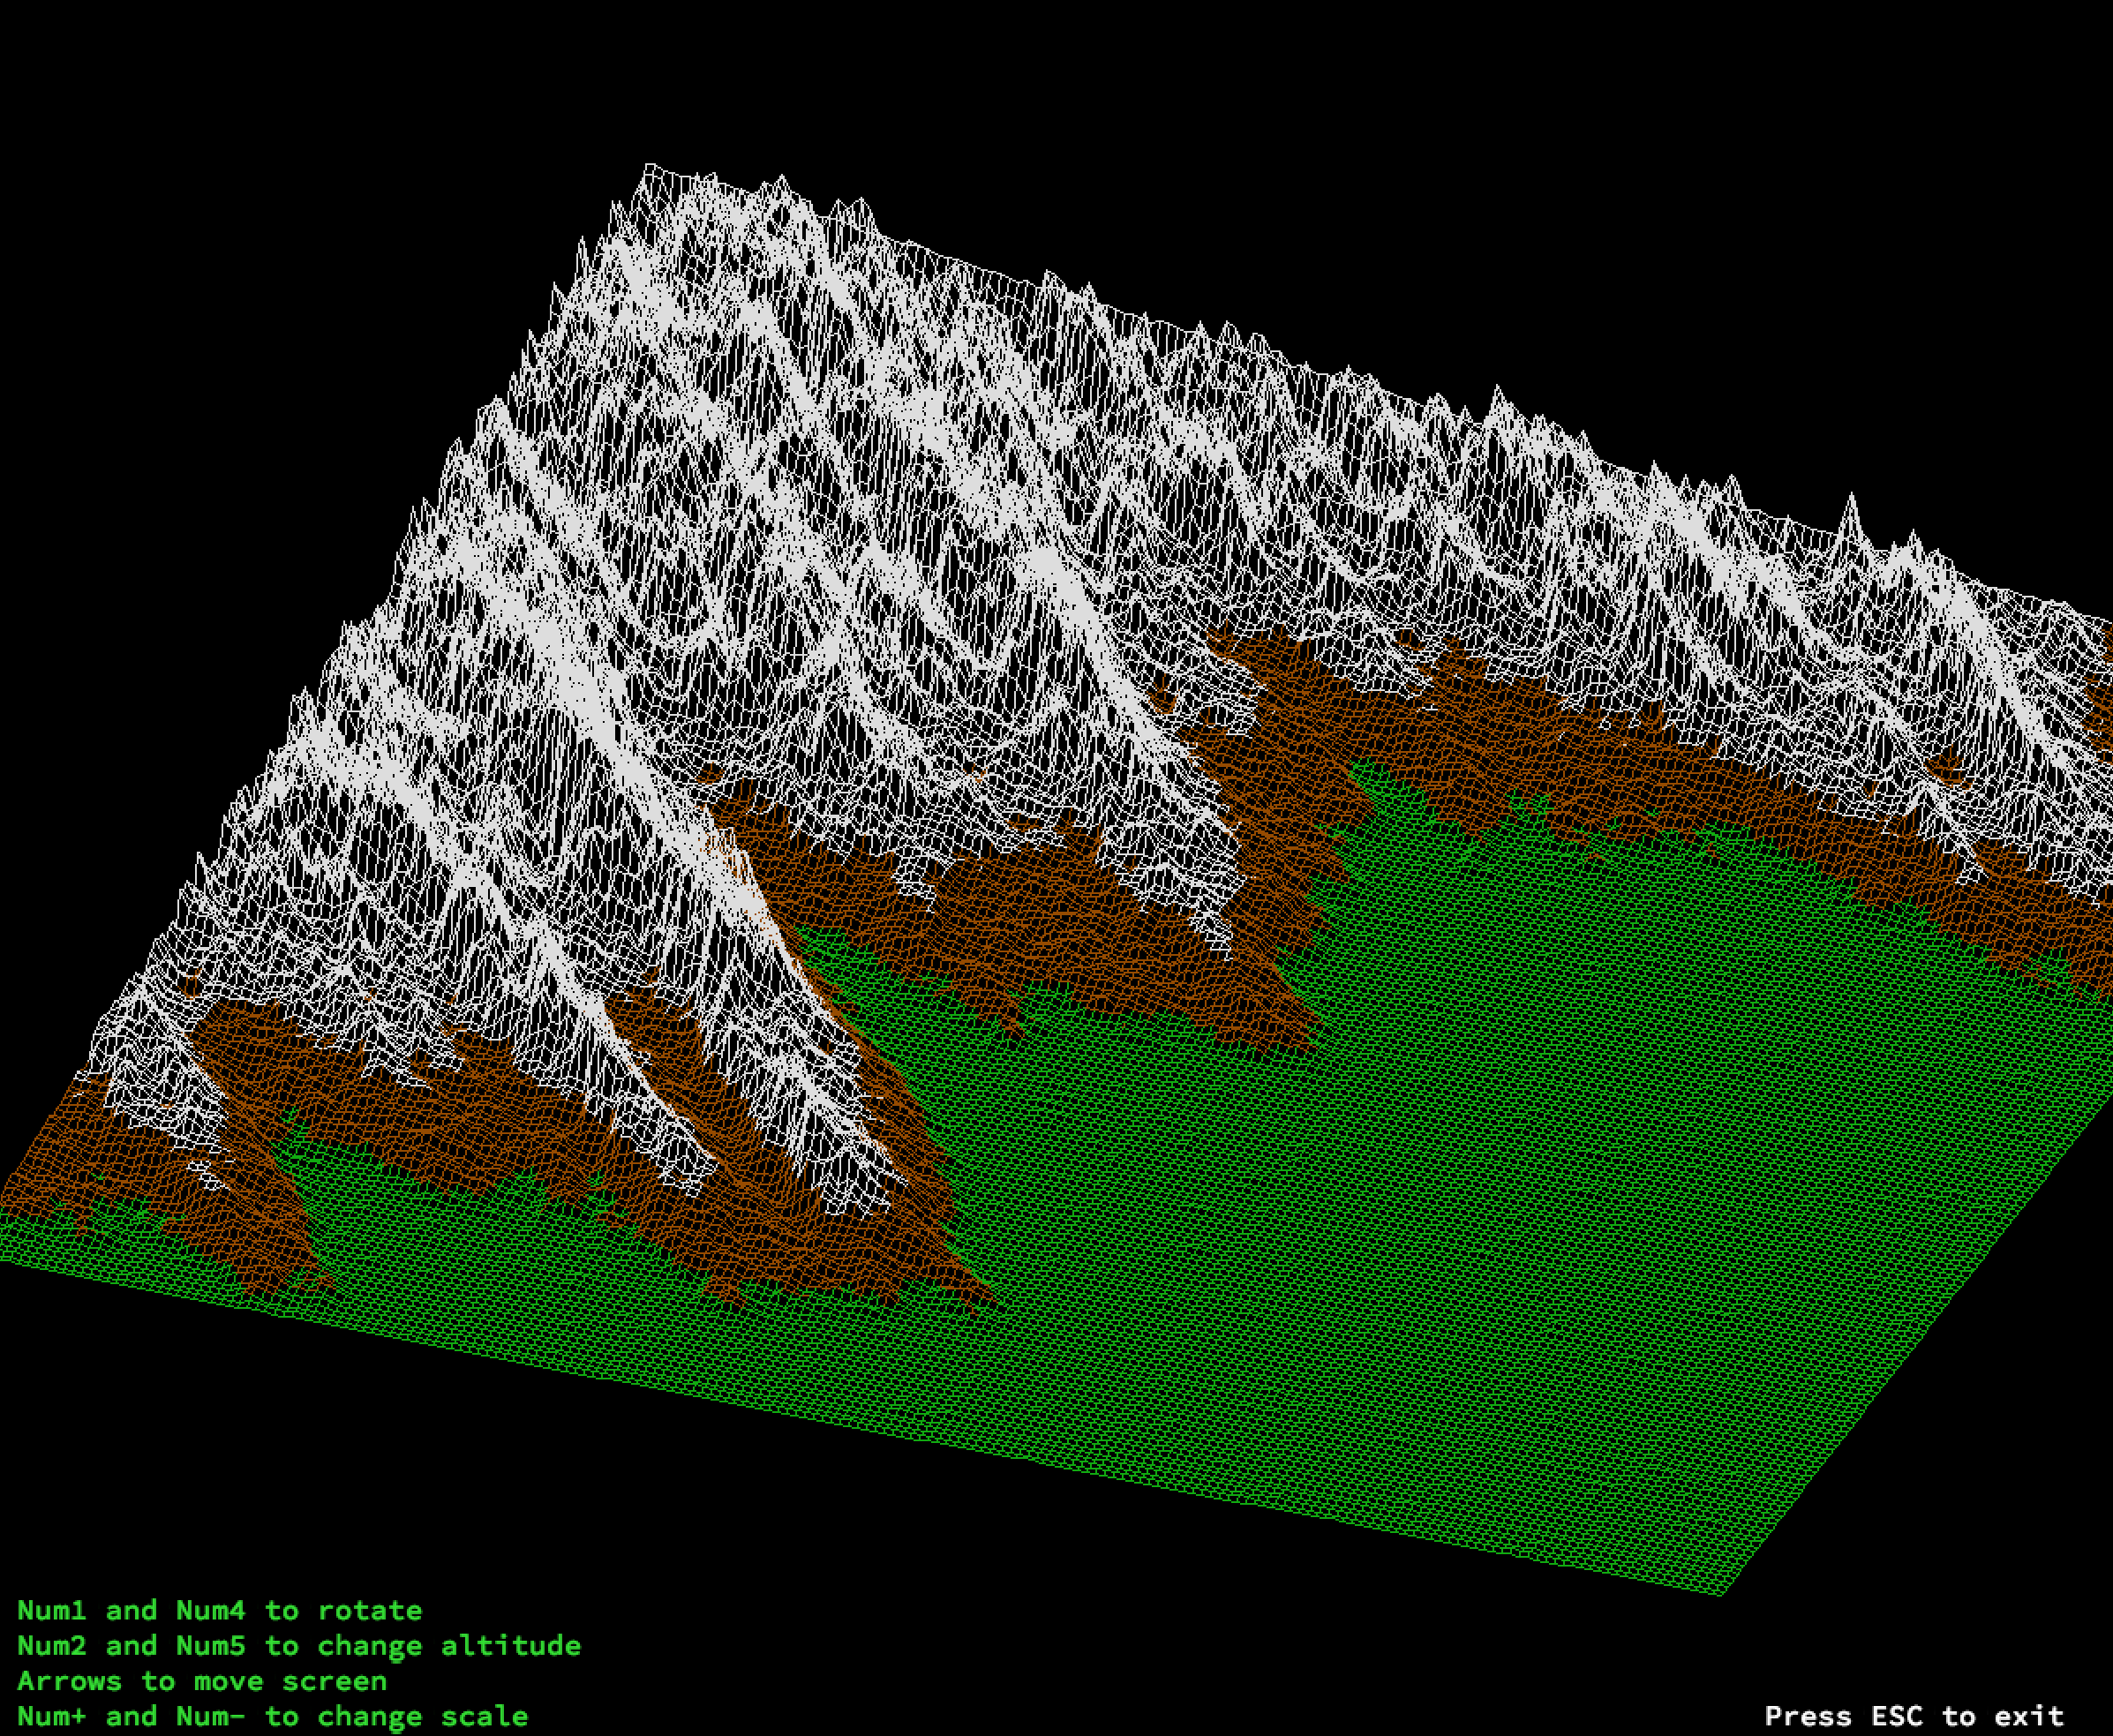 Num1 and Num4 to rotate
Num2 and Num5 to change altitude
Arrows to move screen
Num+ and Num- to change scale
Press ESC to exit